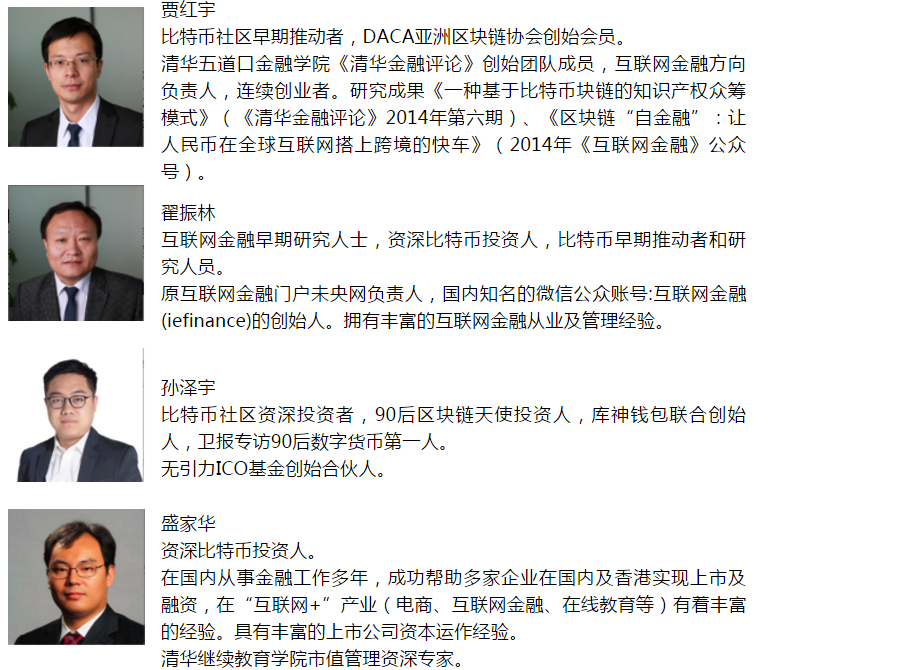 贾红宇
比特币社区早期推动者，DACA亚洲区块链协会创始会员。
清华五道口金融学院《清华金融评论》创始团队成员，互联网金融方向
负责人，连续创业者。研究成果《一种基于比特币块链的知识产权众筹
模式》（《清华金融评论》2014年第六期）、《区块链“自金融”：让
人民币在全球互联网搭上跨境的快车》（2014年《互联网金融》公众
号）。
翟振林
互联网金融早期研究人士，资深比特币投资人，比特币早期推动者和研
究人员。
原互联网金融门户未央网负责人，国内知名的微信公众账号:互联网金融
(iefinance)的创始人。拥有丰富的互联网金融从业及管理经验。
孙泽宇
比特币社区资深投资者，90后区块链天使投资人，库神钱包联合创始
人，卫报专访90后数字货币第一人。
无引力ICO基金创始合伙人。
盛家华
资深比特币投资人。
在国内从事金融工作多年，成功帮助多家企业在国内及香港实现上市及
融资，在“互联网+”产业（电商、互联网金融、在线教育等）有着丰富
的经验。具有丰富的上市公司资本运作经验。
清华继续教育学院市值管理资深专家。